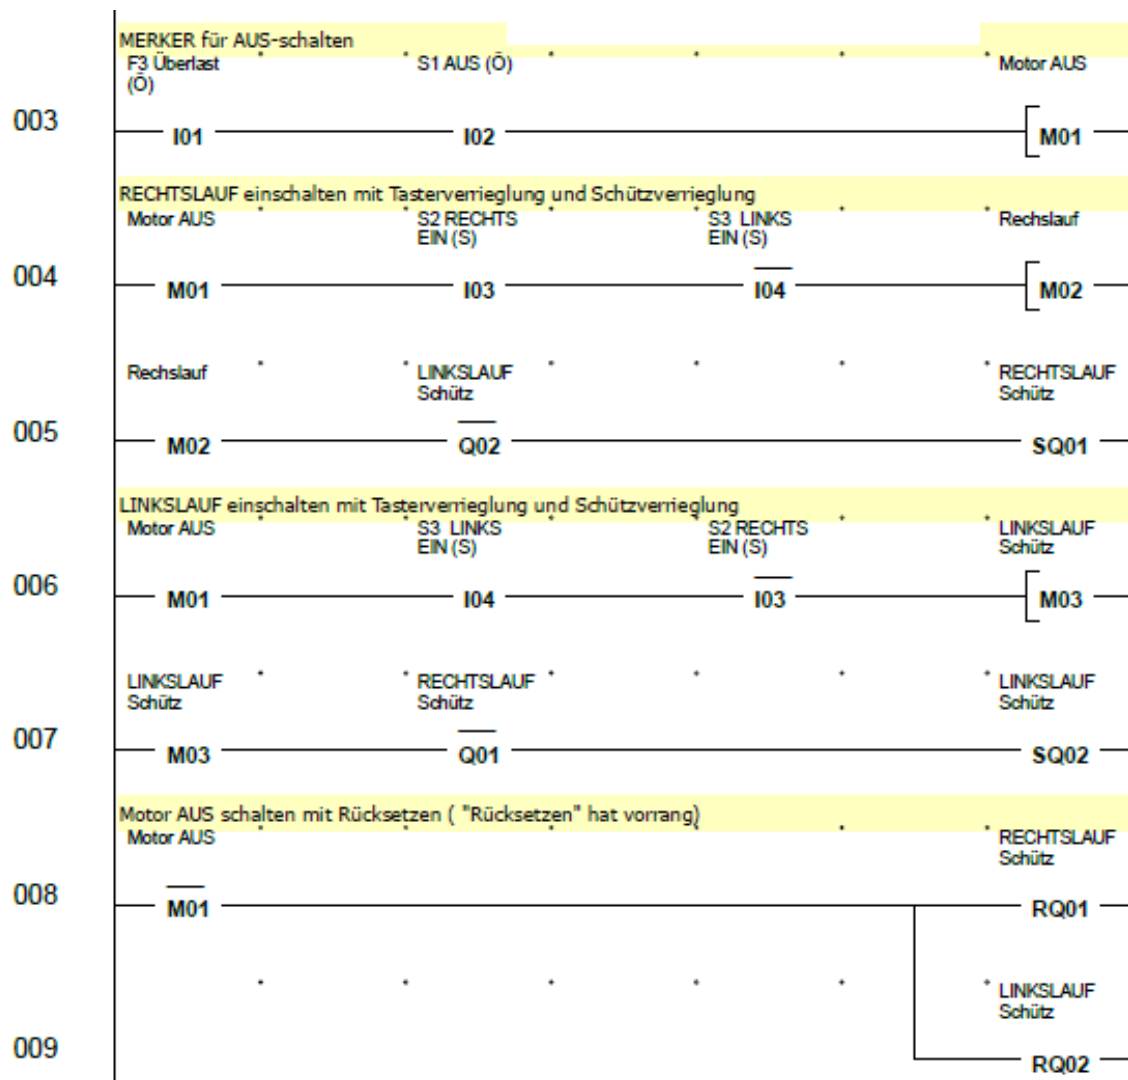 MERKER für AUS-schalten
F3 Überlast S1 AUS (Ö) Motor AUS
(Ö)
003 I01 I02 M01
RECHTSLAUF einschalten mit Tasterverrieglung und Schützverrieglung
Motor AUS S2 RECHTS S3 LINKS Rechslauf
EIN (S) EIN (S)
004 M01 I03 I04 M02
Rechslauf LINKSLAUF RECHTSLAUF
Schütz Schütz
005 M02 Q02 SQ01
LINKSLAUF einschalten mit Tasterverrieglung und Schützverrieglung
Motor AUS S3 LINKS S2 RECHTS LINKSLAUF
EIN (S) EIN (S) Schütz
006 M01 I04 I03 M03
LINKSLAUF RECHTSLAUF LINKSLAUF
Schütz Schütz Schütz
007 M03 Q01 SQ02
Motor AUS schalten mit Rücksetzen ( "Rücksetzen" hat vorrang)
Motor AUS RECHTSLAUF
Schütz
008 M01 RQ01
LINKSLAUF
Schütz
009 RQ02